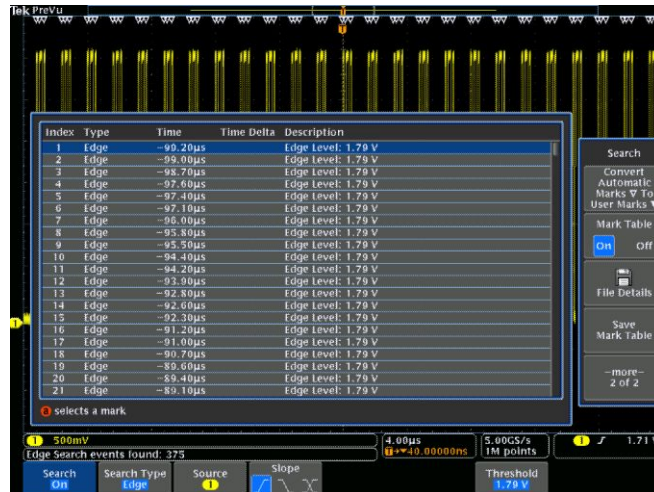 Tek PreVu
T
Index Type Time Time Delta Description
1 Edge -99.20µs Edge Level: 1.79 V
2 Edge -99.00µs Edge Level: 1.79 V
3 Edge -98.70µs Edge Level: 1.79 V
4 Edge -97.60µs Edge Level: 1.79 V
5 Edge -97.40µs Edge Level: 1.79 V
6 Edge -97.10µs Edge Level: 1.79 V
7 Edge -96.00µs Edge Level: 1.79 V
8 Edge -95.80µs Edge Level: 1.79 V
9 Edge -95.50µs Edge Level: 1.79 V
10 Edge -94.40µs Edge Level: 1.79 V
11 Edge -94.20µs Edge Level: 1.79 V
12 Edge -93.90µs Edge Level: 1.79 V
13 Edge -92.80µs Edge Level: 1.79 V
14 Edge -92.60µs Edge Level: 1.79 V
15 Edge -92.30µs Edge Level: 1.79 V
16 Edge -91.20µs Edge Level: 1.79 V
17 Edge -91.00µs Edge Level: 1.79 V
18 Edge -90.70µs Edge Level: 1.79 V
19 Edge -89.60µs Edge Level: 1.79 V
20 Edge -89.40µs Edge Level: 1.79 V
21 Edge -89.10µs Edge Level: 1.79 V
a selects a mark
Search
Convert
Automatic
Marks ▽ To
User Marks ▼
Mark Table
On Off
File Details
Save
Mark Table
-more-
2 of 2
1
1 500mV
4.00µs
T→▼40.00000ns
5.00GS/s
1M points
1 ʃ 1.71
Edge Search events found: 375
Search
On
Search Type
Edge
Source
1
Slope
Threshold
1.79 V